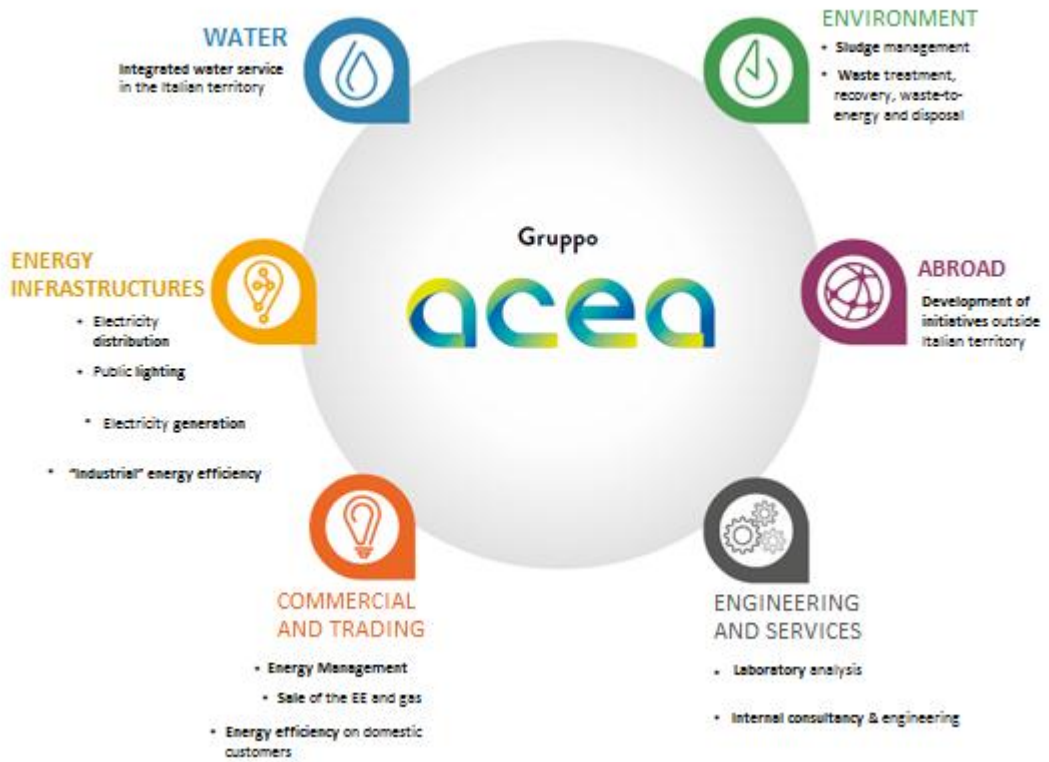 WATER
Integrated water service
in the Italian territory
ENVIRONMENT
• Sludge management
• Waste treatment,
recovery, waste-to-
energy and disposal
Gruppo
acea
ENERGY
INFRASTRUCTURES
• Electricity
distribution
• Public lighting
• Electricity generation
• "Industrial" energy efficiency
ABROAD
Development of
initiatives outside
Italian territory
COMMERCIAL
AND TRADING
• Energy Management
• Sale of the EE and gas
• Energy efficiency on domestic
customers
ENGINEERING
AND SERVICES
• Laboratory analysis
• Internal consultancy & engineering